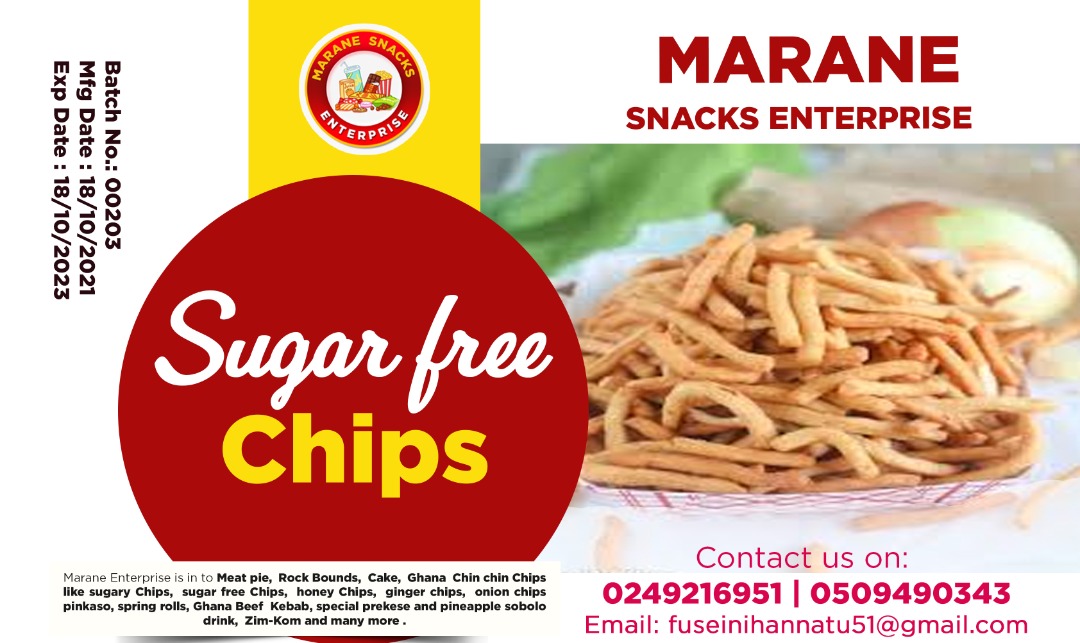 Batch No.: 00203
Mfg Date : 18/10/2021
Exp Date : 18/10/2023
MARANE SNACKS
ENTERPRISE
MARANE
SNACKS ENTERPRISE
Sugar free
Chips
Marane Enterprise is in to Meat pie, Rock Bounds, Cake, Ghana Chin chin Chips
like sugary Chips, sugar free Chips, honey Chips, ginger chips, onion chips
pinkaso, spring rolls, Ghana Beef Kebab, special prekese and pineapple sobolo
drink, Zim-Kom and many more .
Contact us on:
0249216951 | 0509490343
Email: fuseinihannatu51@gmail.com